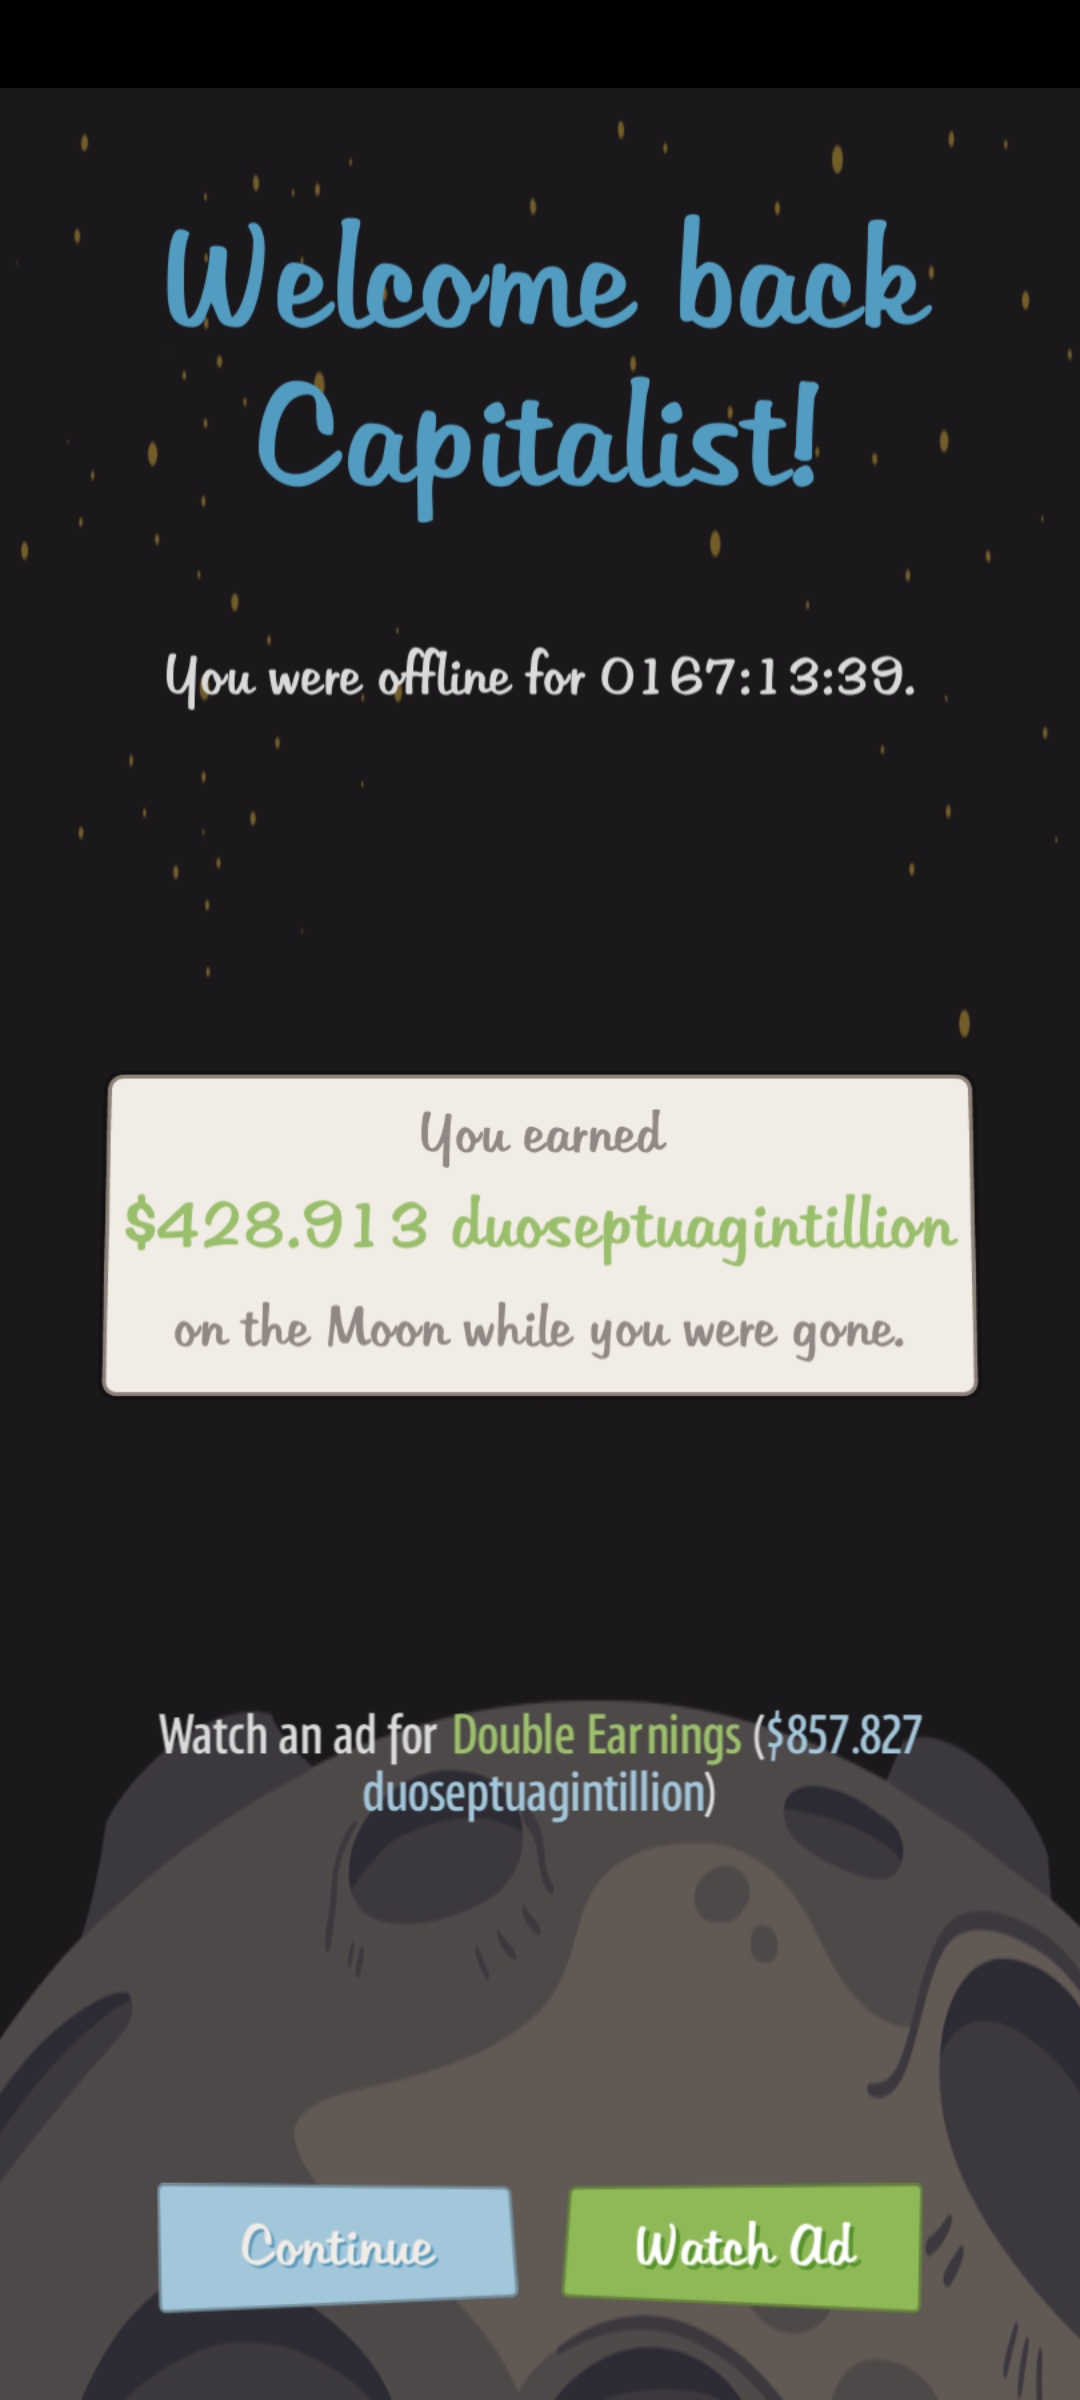 Welcome back
Capitalist!
You were offline for 0167:13:39.
You earned
$428.913 duoseptuagintillion
on the Moon while you were gone.
Watch an ad for Double Earnings ($857.827
duoseptuagintillion)
Continue
Watch Ad